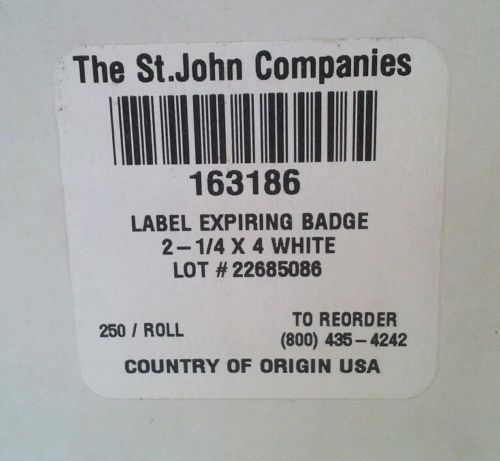 The St.John Companies
163186
LABEL EXPIRING BADGE
2-1/4 X 4 WHITE
LOT # 22685086
250 / ROLL
TO REORDER
(800) 435-4242
COUNTRY OF ORIGIN USA